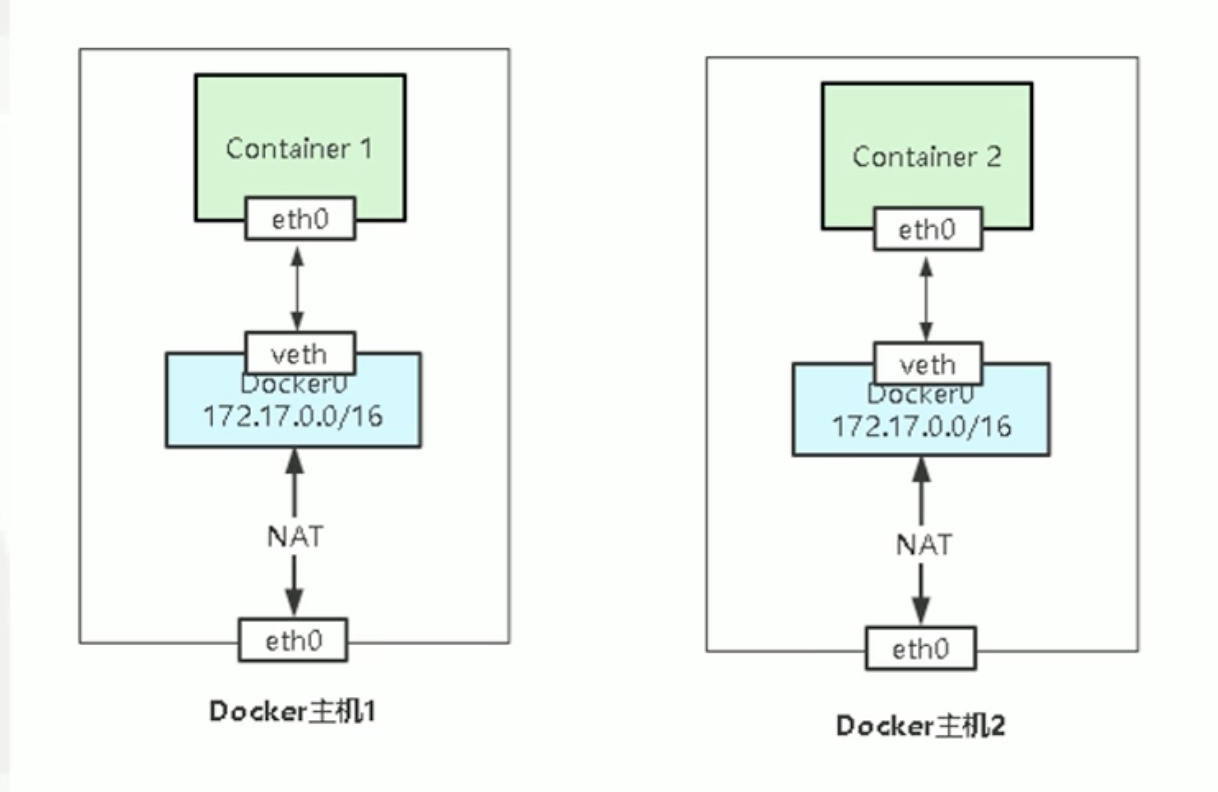 Container 1
eth0
veth
Docker0
172.17.0.0/16
NAT
eth0
Docker主机1
Container 2
eth0
veth
Docker0
172.17.0.0/16
NAT
eth0
Docker主机2